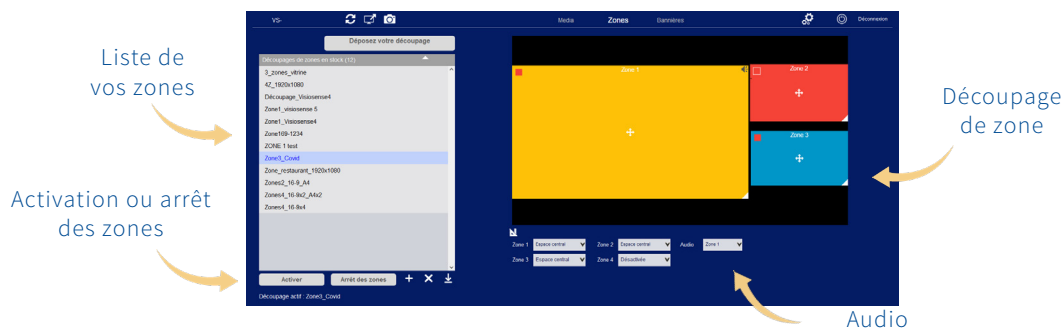 VS-
Media
Zones
Bannières
Déconnexion
Déposez votre découpage
Découpages de zones en stock (12)
3_zones_vitrine
4Z_1920x1080
Découpage_Visiosense4
Zone1_visiosense 5
Zone1_Visiosense4
Zone169-1234
ZONE 1 test
Zone3_Covid
Zone_restaurant_1920x1080
Zones2_16-9_A4
Zones4_16-9x2_A4x2
Zones4_16-9x4
Activer
Arrêt des zones
Découpage actif : Zone3_Covid
Zone 1
Zone 2
Zone 3
Zone 1 Espace central
Zone 2 Espace central
Audio Zone 1
Zone 3 Espace central
Zone 4 Désactivée
Liste de
vos zones
Activation ou arrêt
des zones
Découpage
de zone
Audio